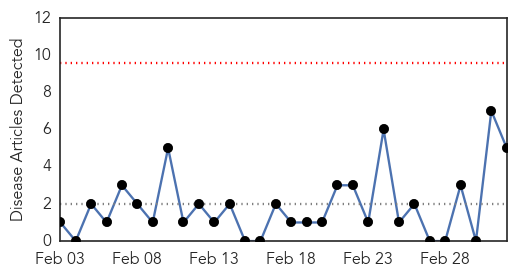 12
10
8
6
4
2
0
Disease Articles Detected
Feb 03
Feb 08
Feb 13
Feb 18
Feb 23
Feb 28